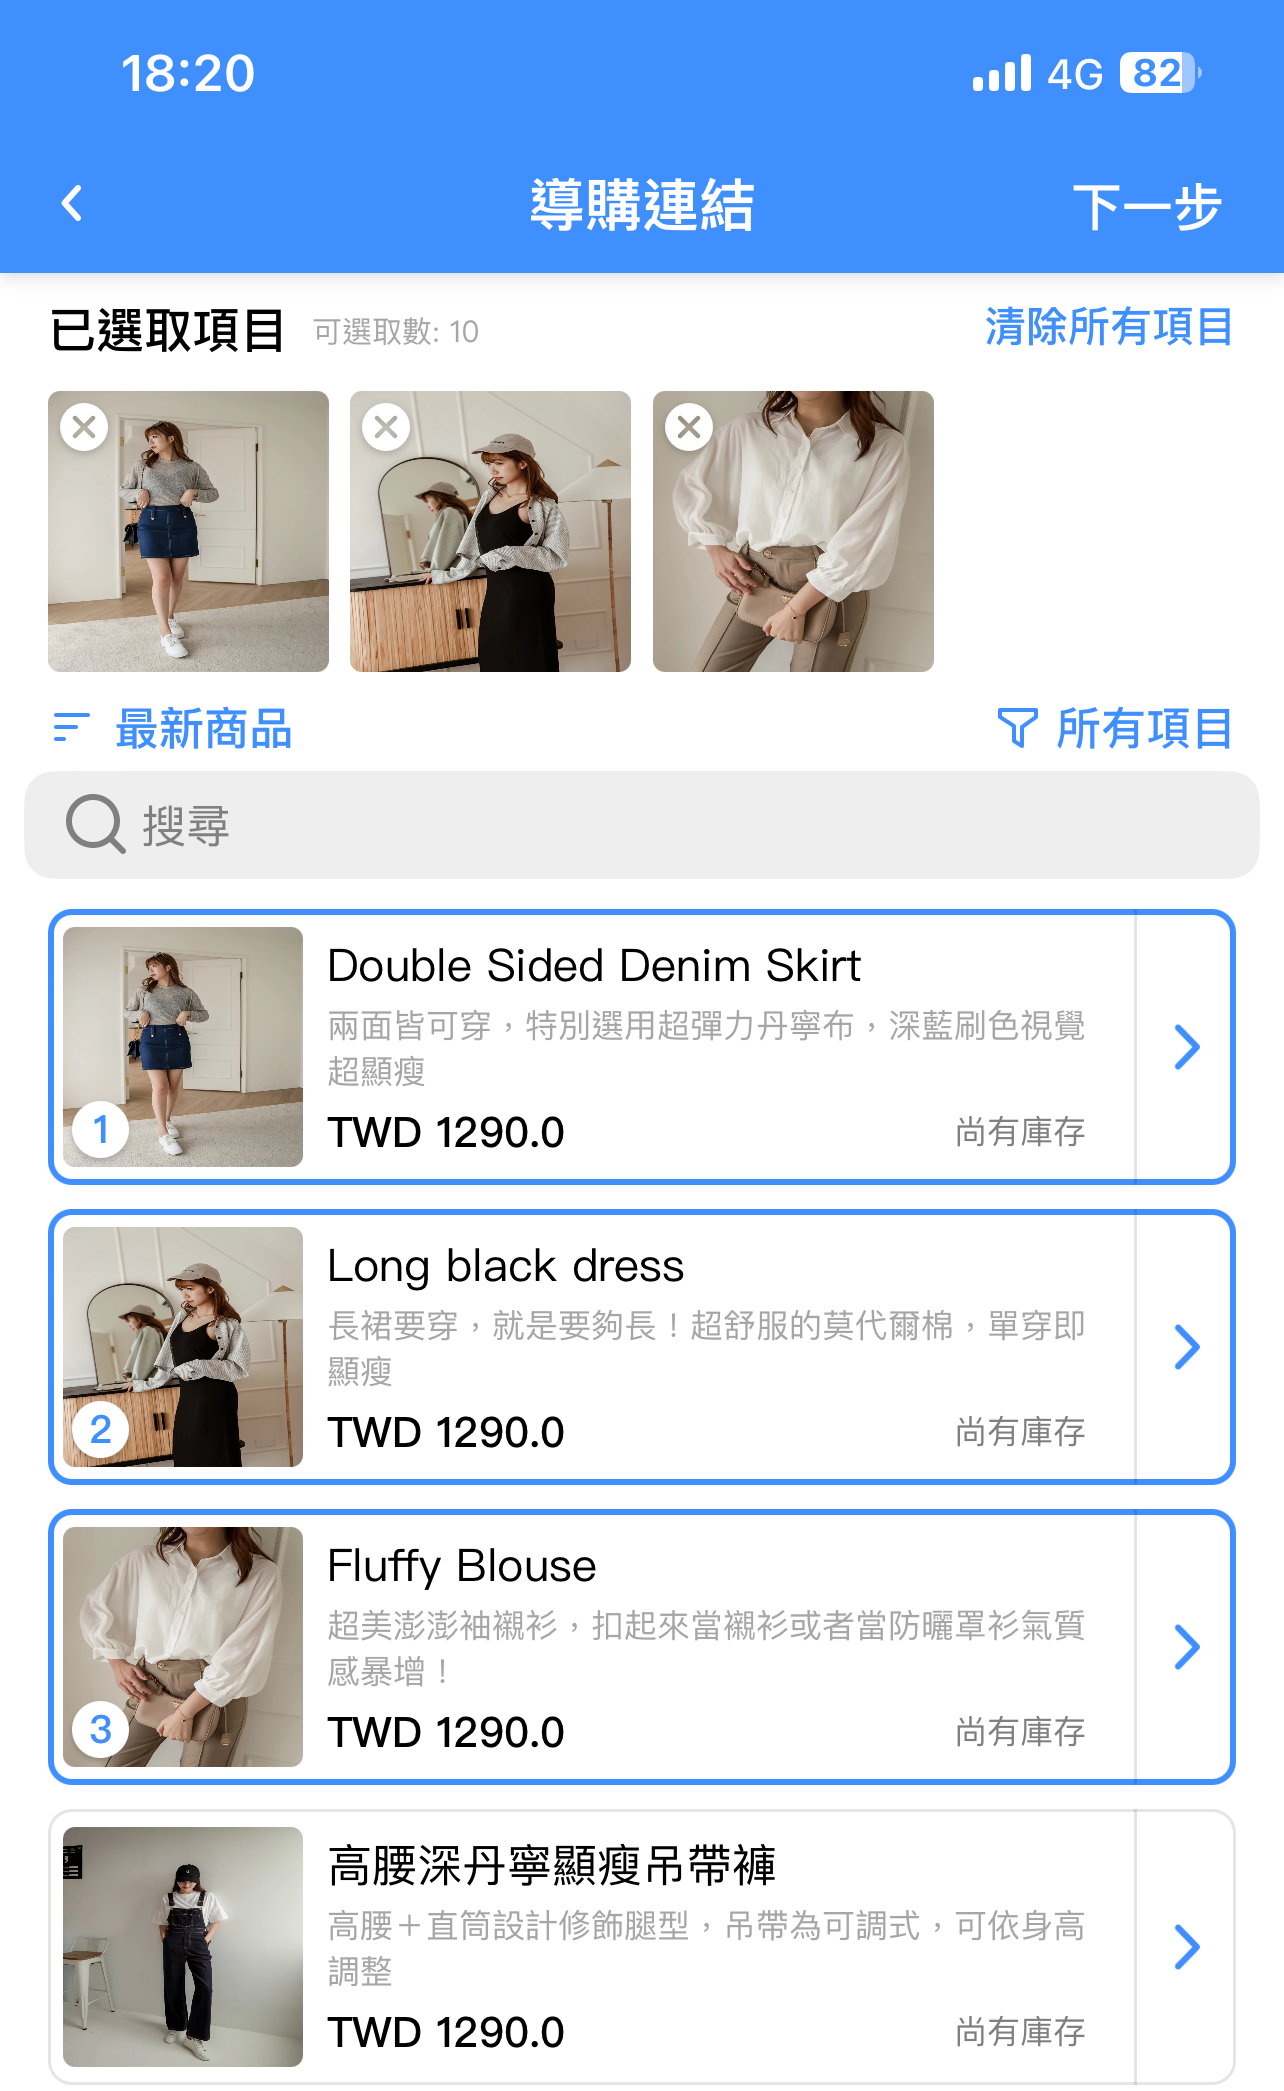 18:20
4G 82
導購連結
下一步
已選取項目 可選取數: 10
清除所有項目
最新商品
所有項目
搜尋
Double Sided Denim Skirt
兩面皆可穿，特別選用超彈力丹寧布，深藍刷色視覺
超顯瘦
1
TWD 1290.0
尚有庫存
Long black dress
長裙要穿，就是要夠長！超舒服的莫代爾棉，單穿即
顯瘦
2
TWD 1290.0
尚有庫存
Fluffy Blouse
超美澎澎袖襯衫，扣起來當襯衫或者當防曬罩衫氣質
感暴增！
3
TWD 1290.0
尚有庫存
高腰深丹寧顯瘦吊帶褲
高腰＋直筒設計修飾腿型，吊帶為可調式，可依身高
調整
TWD 1290.0
尚有庫存